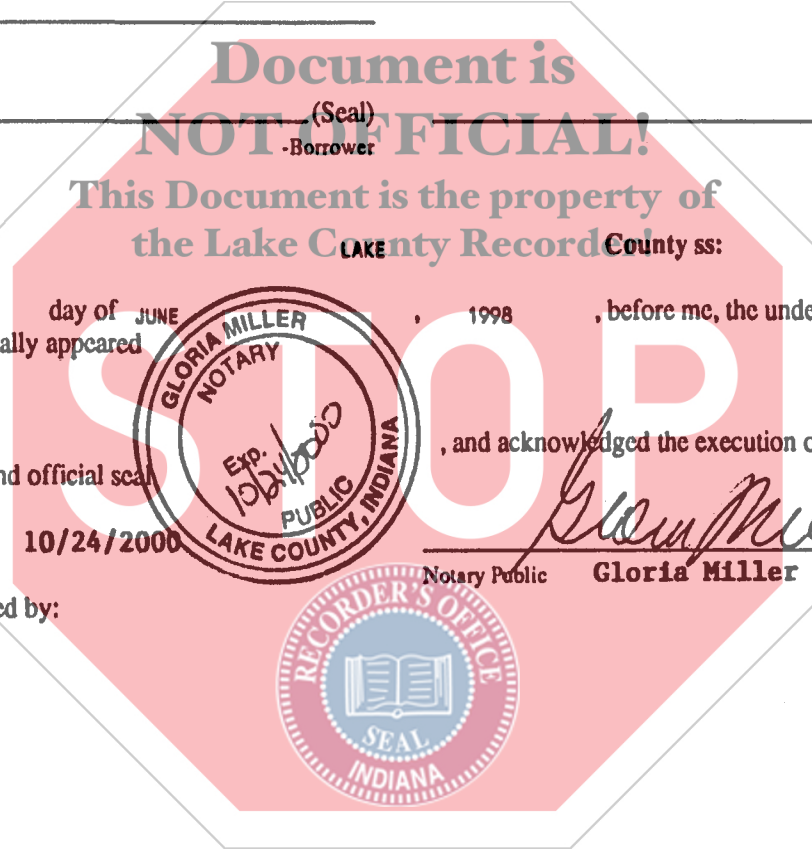 Document is
(Seal)
NOT OFFICIAL!
-Borrower
This Document is the property of
the Lake County Recorder!
LAKE County ss:
day of JUNE , 1998 , before me, the unde
ally appeared
GLORIA MILLER
NOTARY
Exp.
10/24/2000
PUBLIC
LAKE COUNTY, INDIANA
, and acknowledged the execution o
nd official seal
STOP
10/24/2000
Notary Public Gloria Miller
ed by:
RECORDER'S OFFICE
SEAL
INDIANA